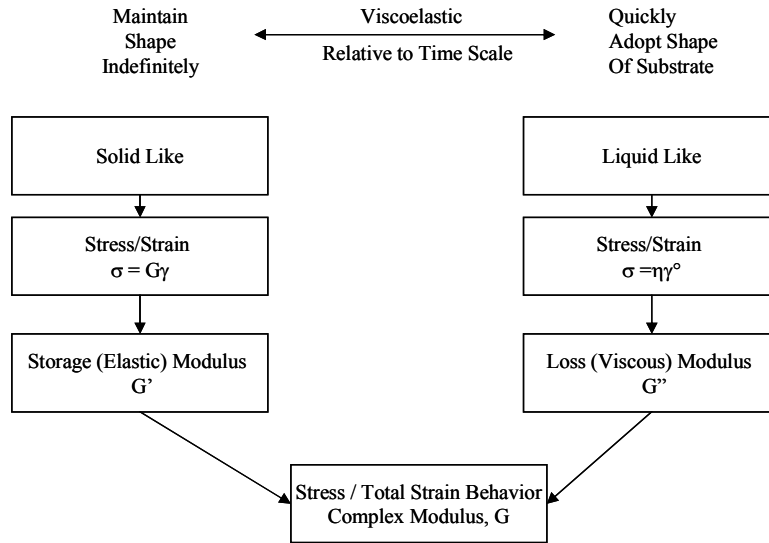 Maintain
Shape
Indefinitely
Viscoelastic
Relative to Time Scale
Quickly
Adopt Shape
Of Substrate
Solid Like
Liquid Like
Stress/Strain
σ = Gγ
Stress/Strain
σ =ηγ°
Storage (Elastic) Modulus
G’
Loss (Viscous) Modulus
G”
Stress / Total Strain Behavior
Complex Modulus, G